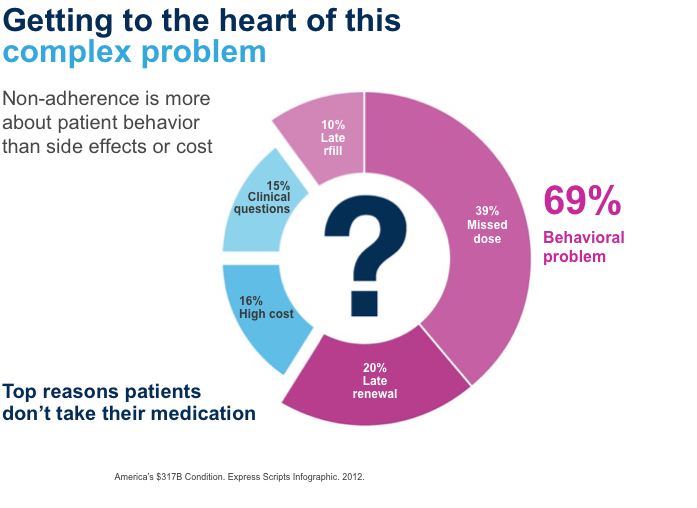 Getting to the heart of this
complex problem
Non-adherence is more
about patient behavior
than side effects or cost
10%
Late
rfill
15%
Clinical
questions
39%
Missed
dose
69%
Behavioral
problem
?
16%
High cost
20%
Late
renewal
Top reasons patients
don’t take their medication
America’s $317B Condition. Express Scripts Infographic. 2012.